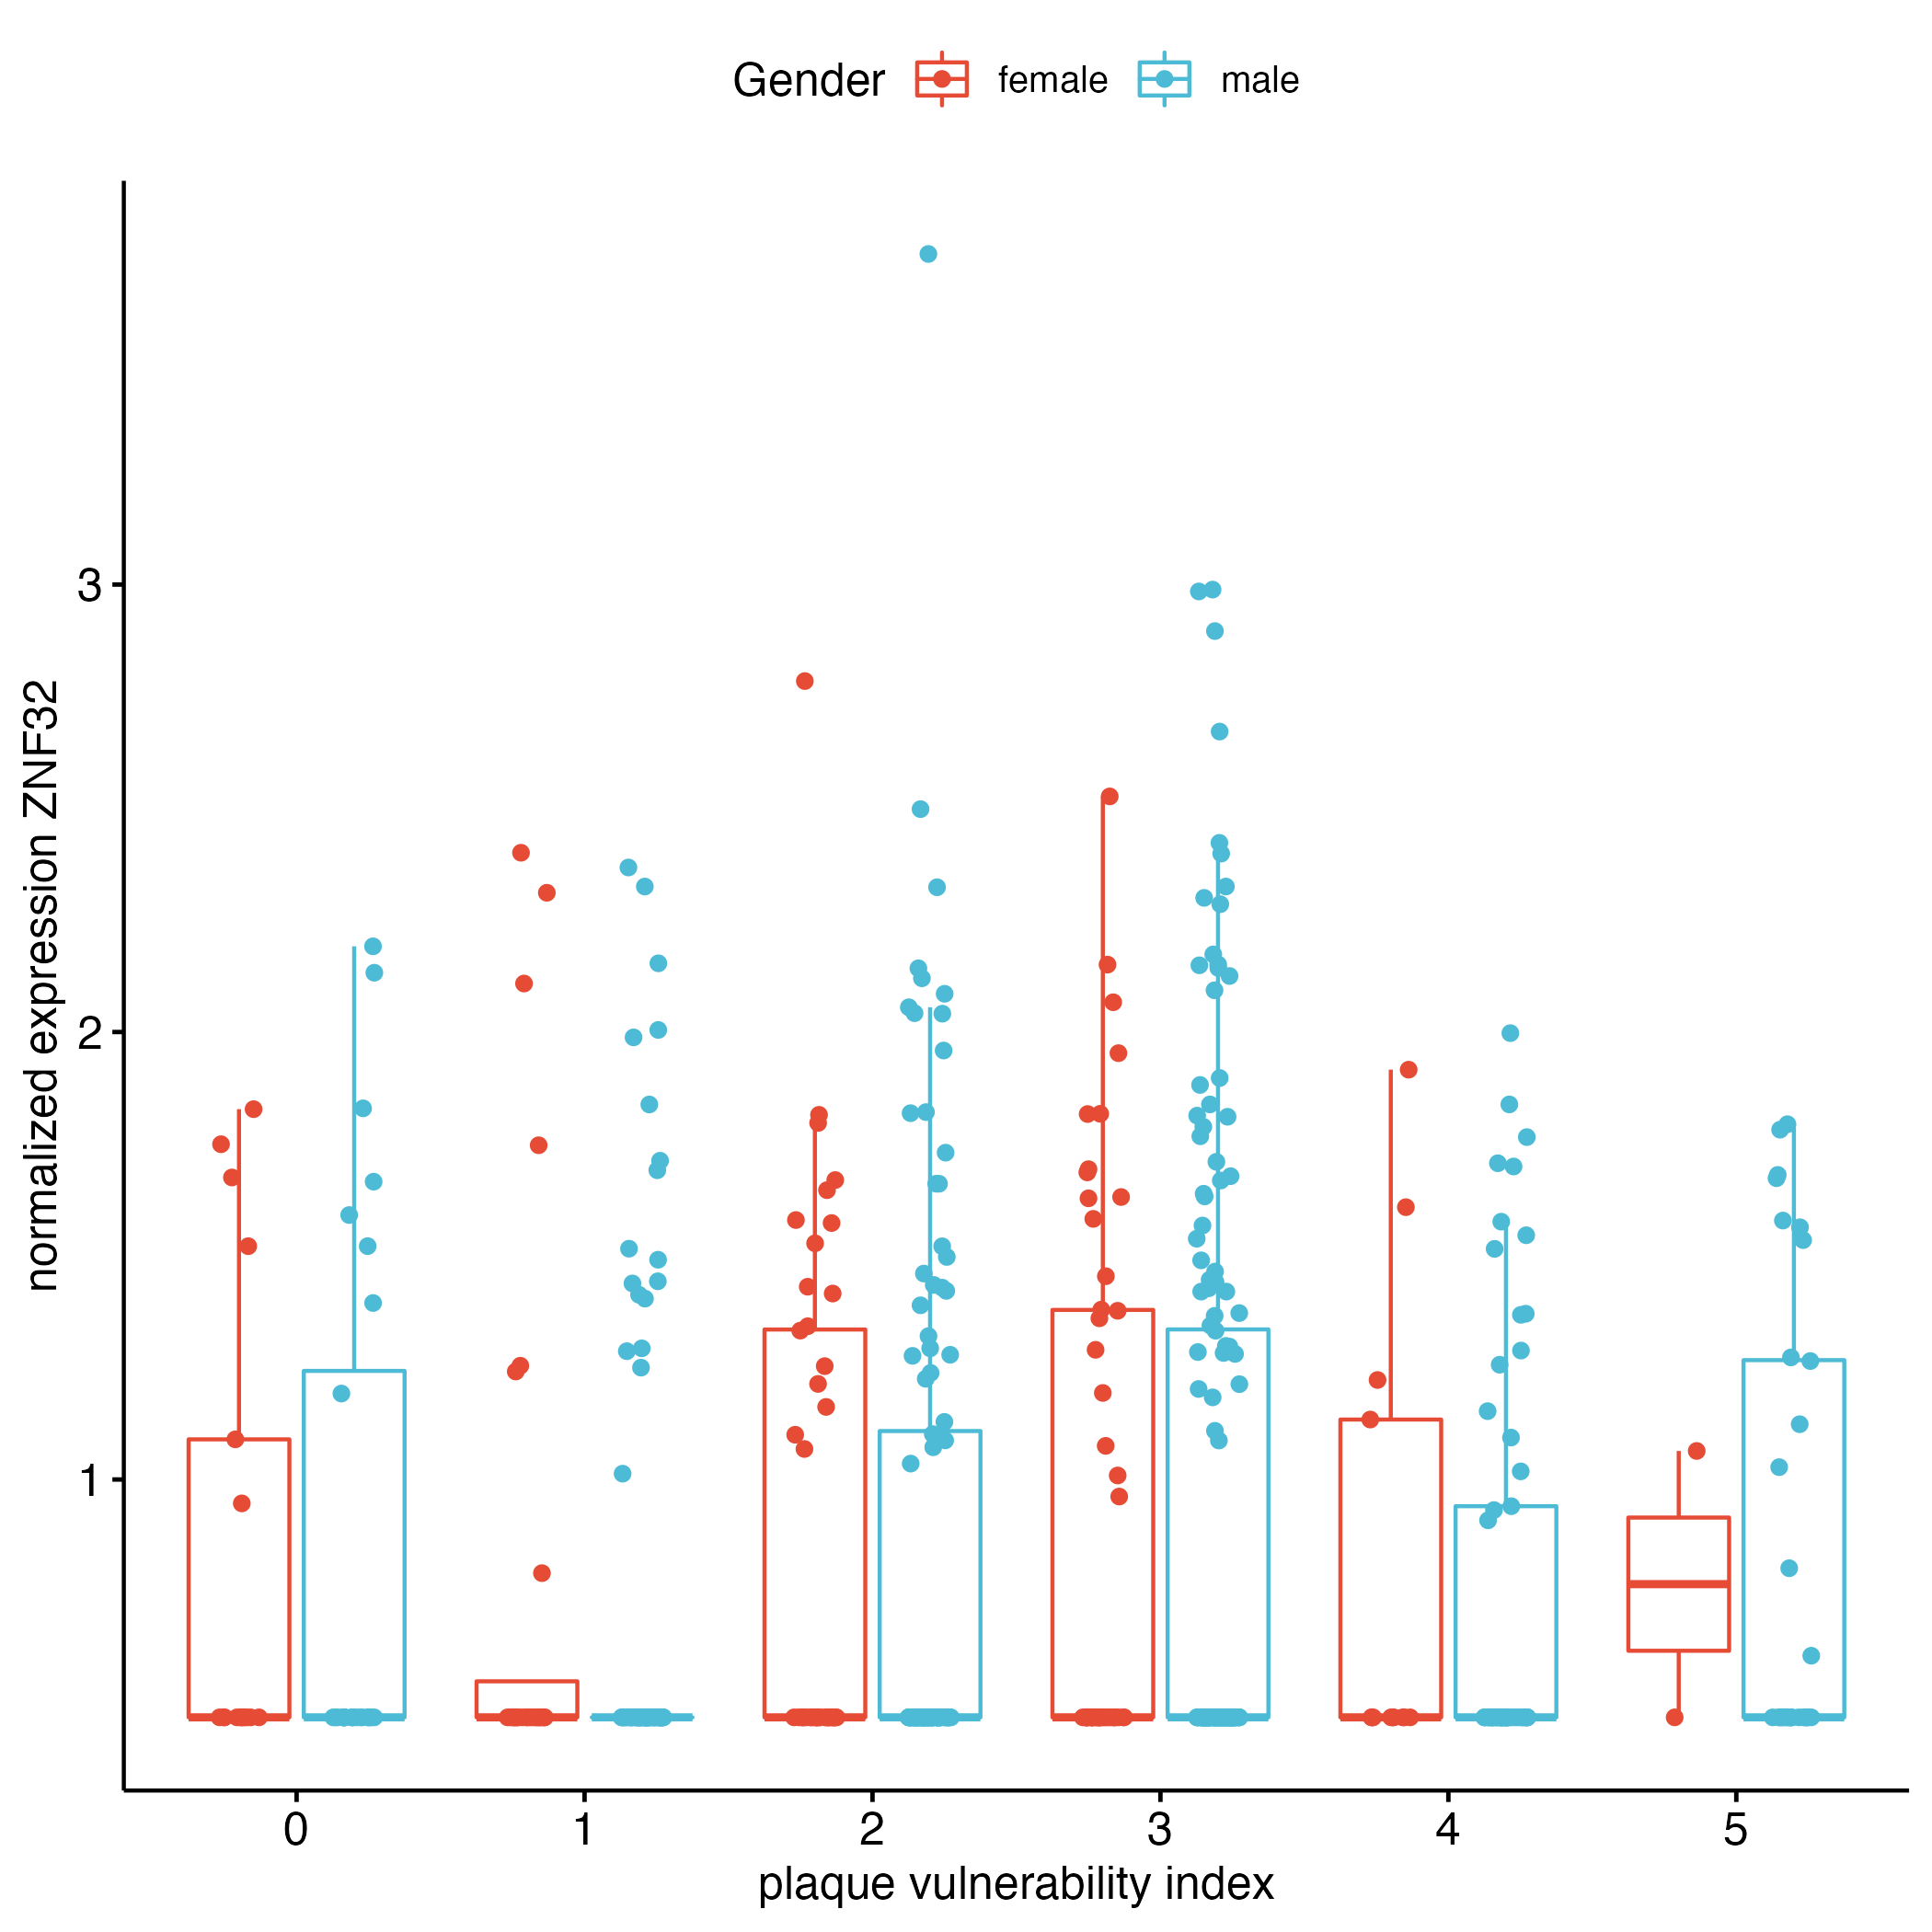 Gender female male
normalized expression ZNF32
3
2
1
0 1 2 3 4 5
plaque vulnerability index